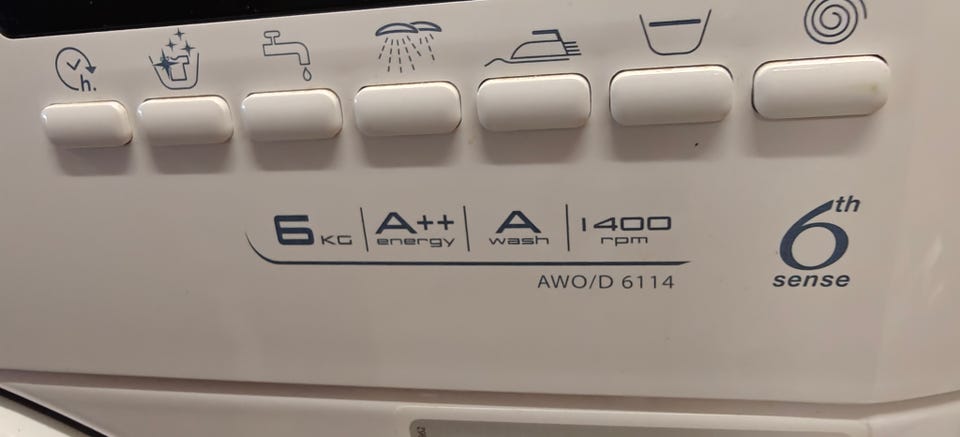 h.
6 KG A++ energy A wash 1400 rpm
AWO/D 6114
6th sense